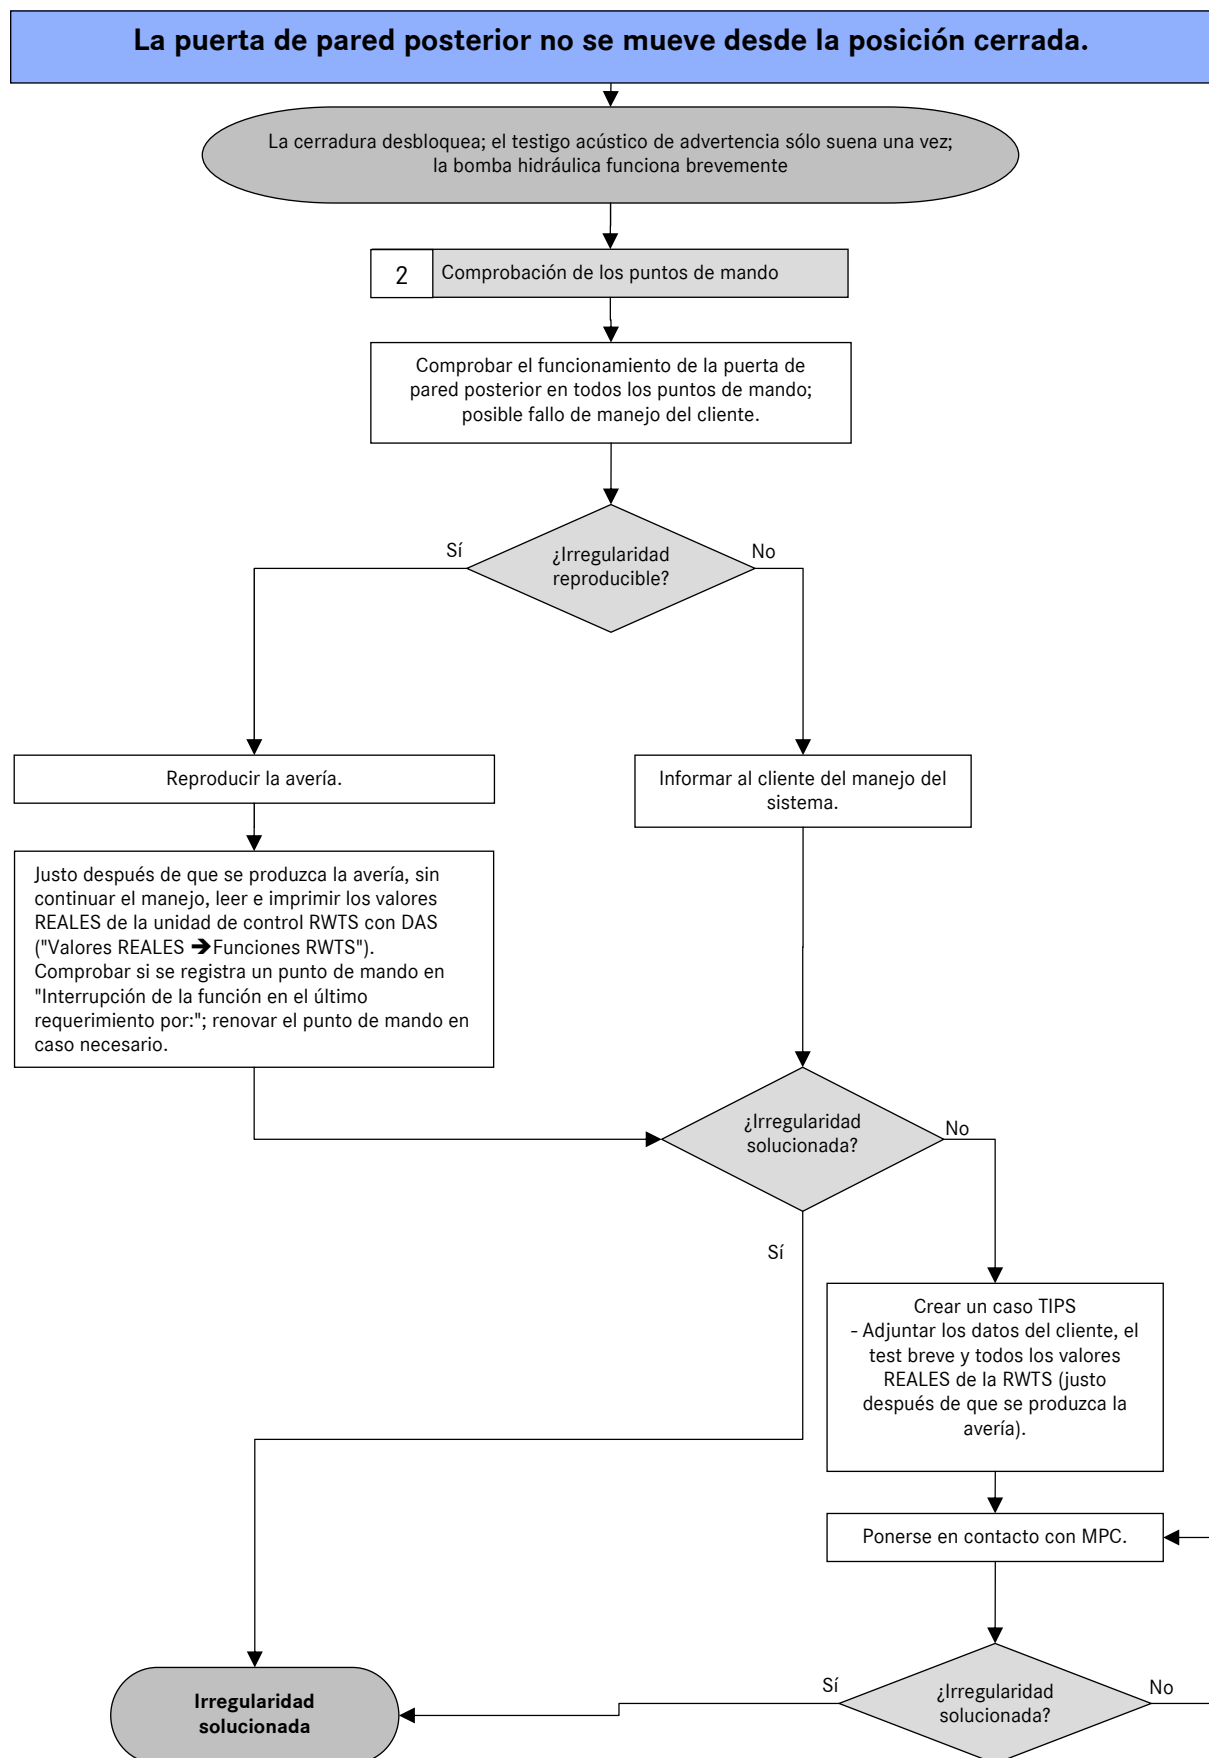 La puerta de pared posterior no se mueve desde la posición cerrada.
La cerradura desbloquea; el testigo acústico de advertencia sólo suena una vez;
la bomba hidráulica funciona brevemente
2
Comprobación de los puntos de mando
Comprobar el funcionamiento de la puerta de
pared posterior en todos los puntos de mando;
posible fallo de manejo del cliente.
Sí
¿Irregularidad
reproducible?
No
Reproducir la avería.
Informar al cliente del manejo del
sistema.
Justo después de que se produzca la avería, sin
continuar el manejo, leer e imprimir los valores
REALES de la unidad de control RWTS con DAS
("Valores REALES ➔Funciones RWTS").
Comprobar si se registra un punto de mando en
"Interrupción de la función en el último
requerimiento por:"; renovar el punto de mando en
caso necesario.
¿Irregularidad
solucionada?
No
Sí
Crear un caso TIPS
- Adjuntar los datos del cliente, el
test breve y todos los valores
REALES de la RWTS (justo
después de que se produzca la
avería).
Ponerse en contacto con MPC.
Irregularidad
solucionada
Sí
¿Irregularidad
solucionada?
No